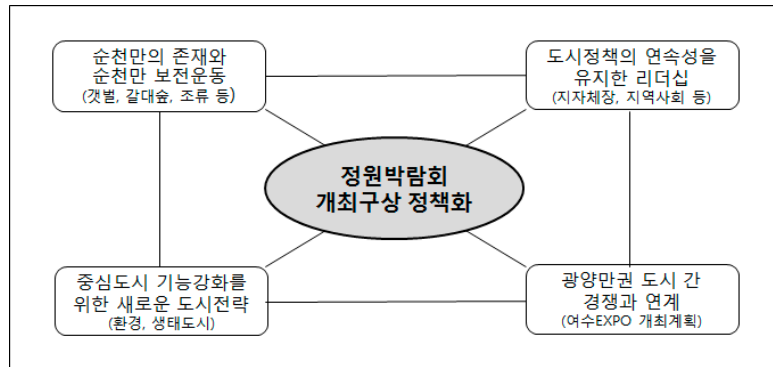 순천만의 존재와
순천만 보전운동
(갯벌, 갈대숲, 조류 등)
도시정책의 연속성을
유지한 리더십
(지자체장, 지역사회 등)
정원박람회
개최구상 정책화
중심도시 기능강화를
위한 새로운 도시전략
(환경, 생태도시)
광양만권 도시 간
경쟁과 연계
(여수EXPO 개최계획)